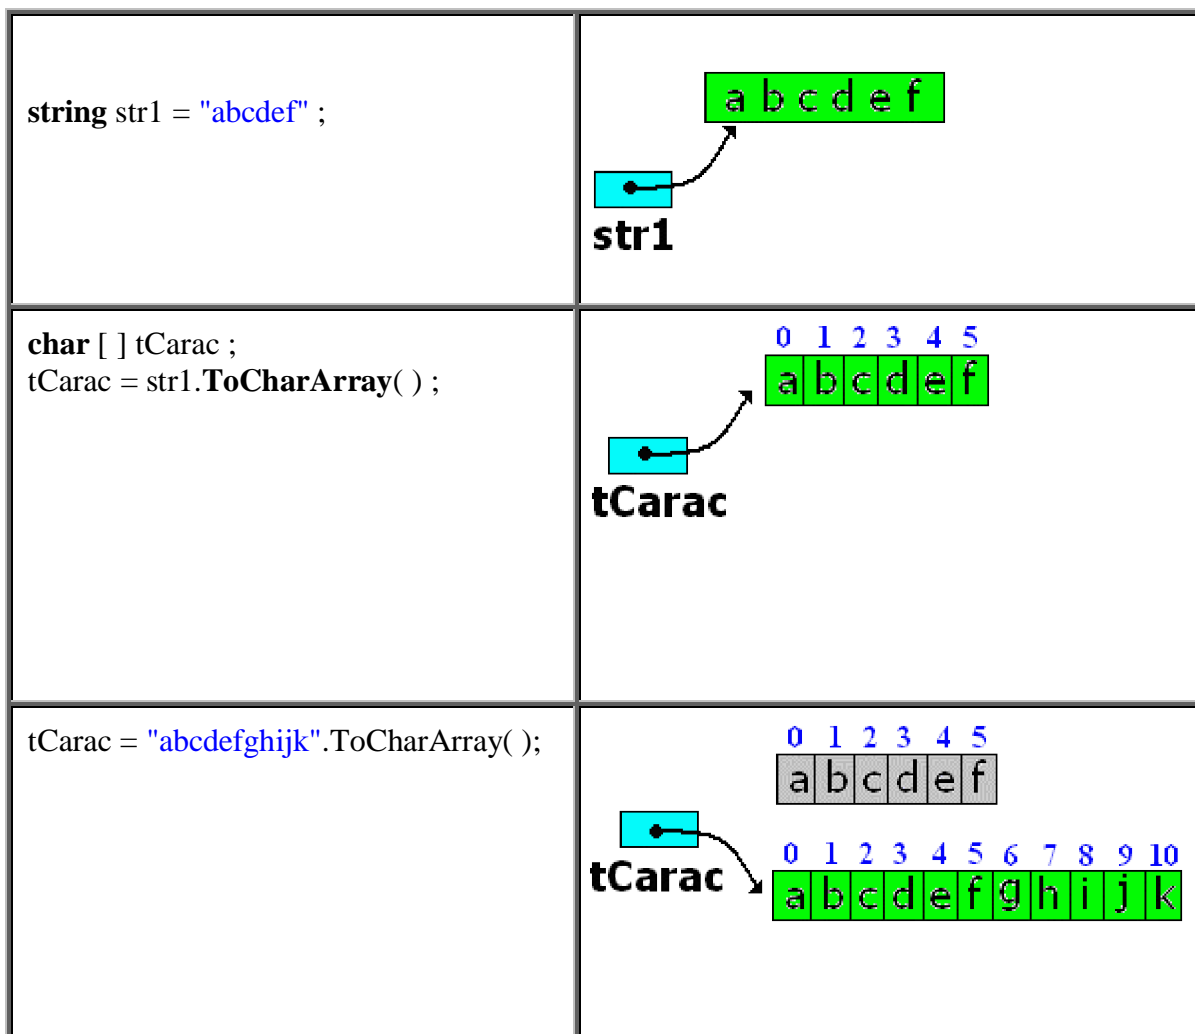 string str1 = "abcdef" ;
a b c d e f
str1
char [ ] tCarac ;
tCarac = str1.ToCharArray( ) ;
0 1 2 3 4 5
a b c d e f
tCarac
tCarac = "abcdefghijk".ToCharArray( );
0 1 2 3 4 5
a b c d e f
tCarac
0 1 2 3 4 5 6 7 8 9 10
a b c d e f g h i j k